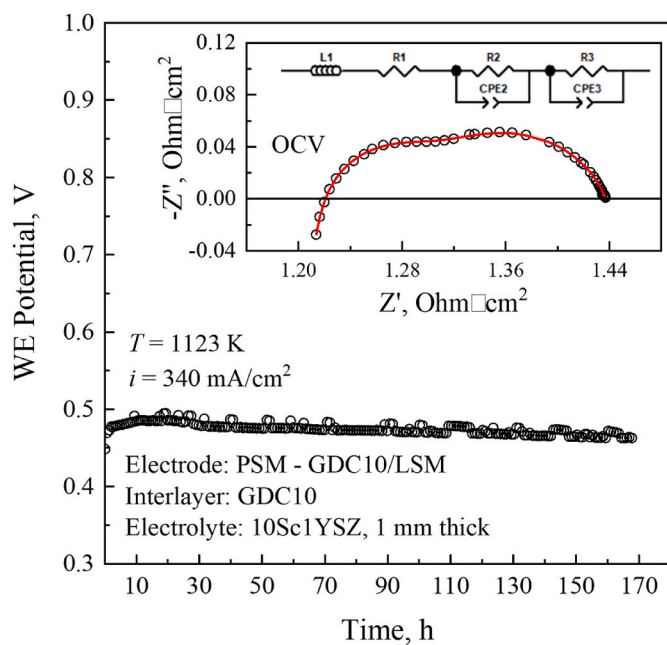 1.0
0.9
0.8
0.7
0.6
0.5
0.4
0.3
WE Potential, V
0.12
0.08
0.04
0.00
-0.04
-Z'', Ohm□cm2
L1 R1 R2 R3
CPE2 CPE3
OCV
1.20 1.28 1.36 1.44
Z', Ohm□cm2
T = 1123 K
i = 340 mA/cm2
Electrode: PSM - GDC10/LSM
Interlayer: GDC10
Electrolyte: 10Sc1YSZ, 1 mm thick
10 30 50 70 90 110 130 150 170
Time, h